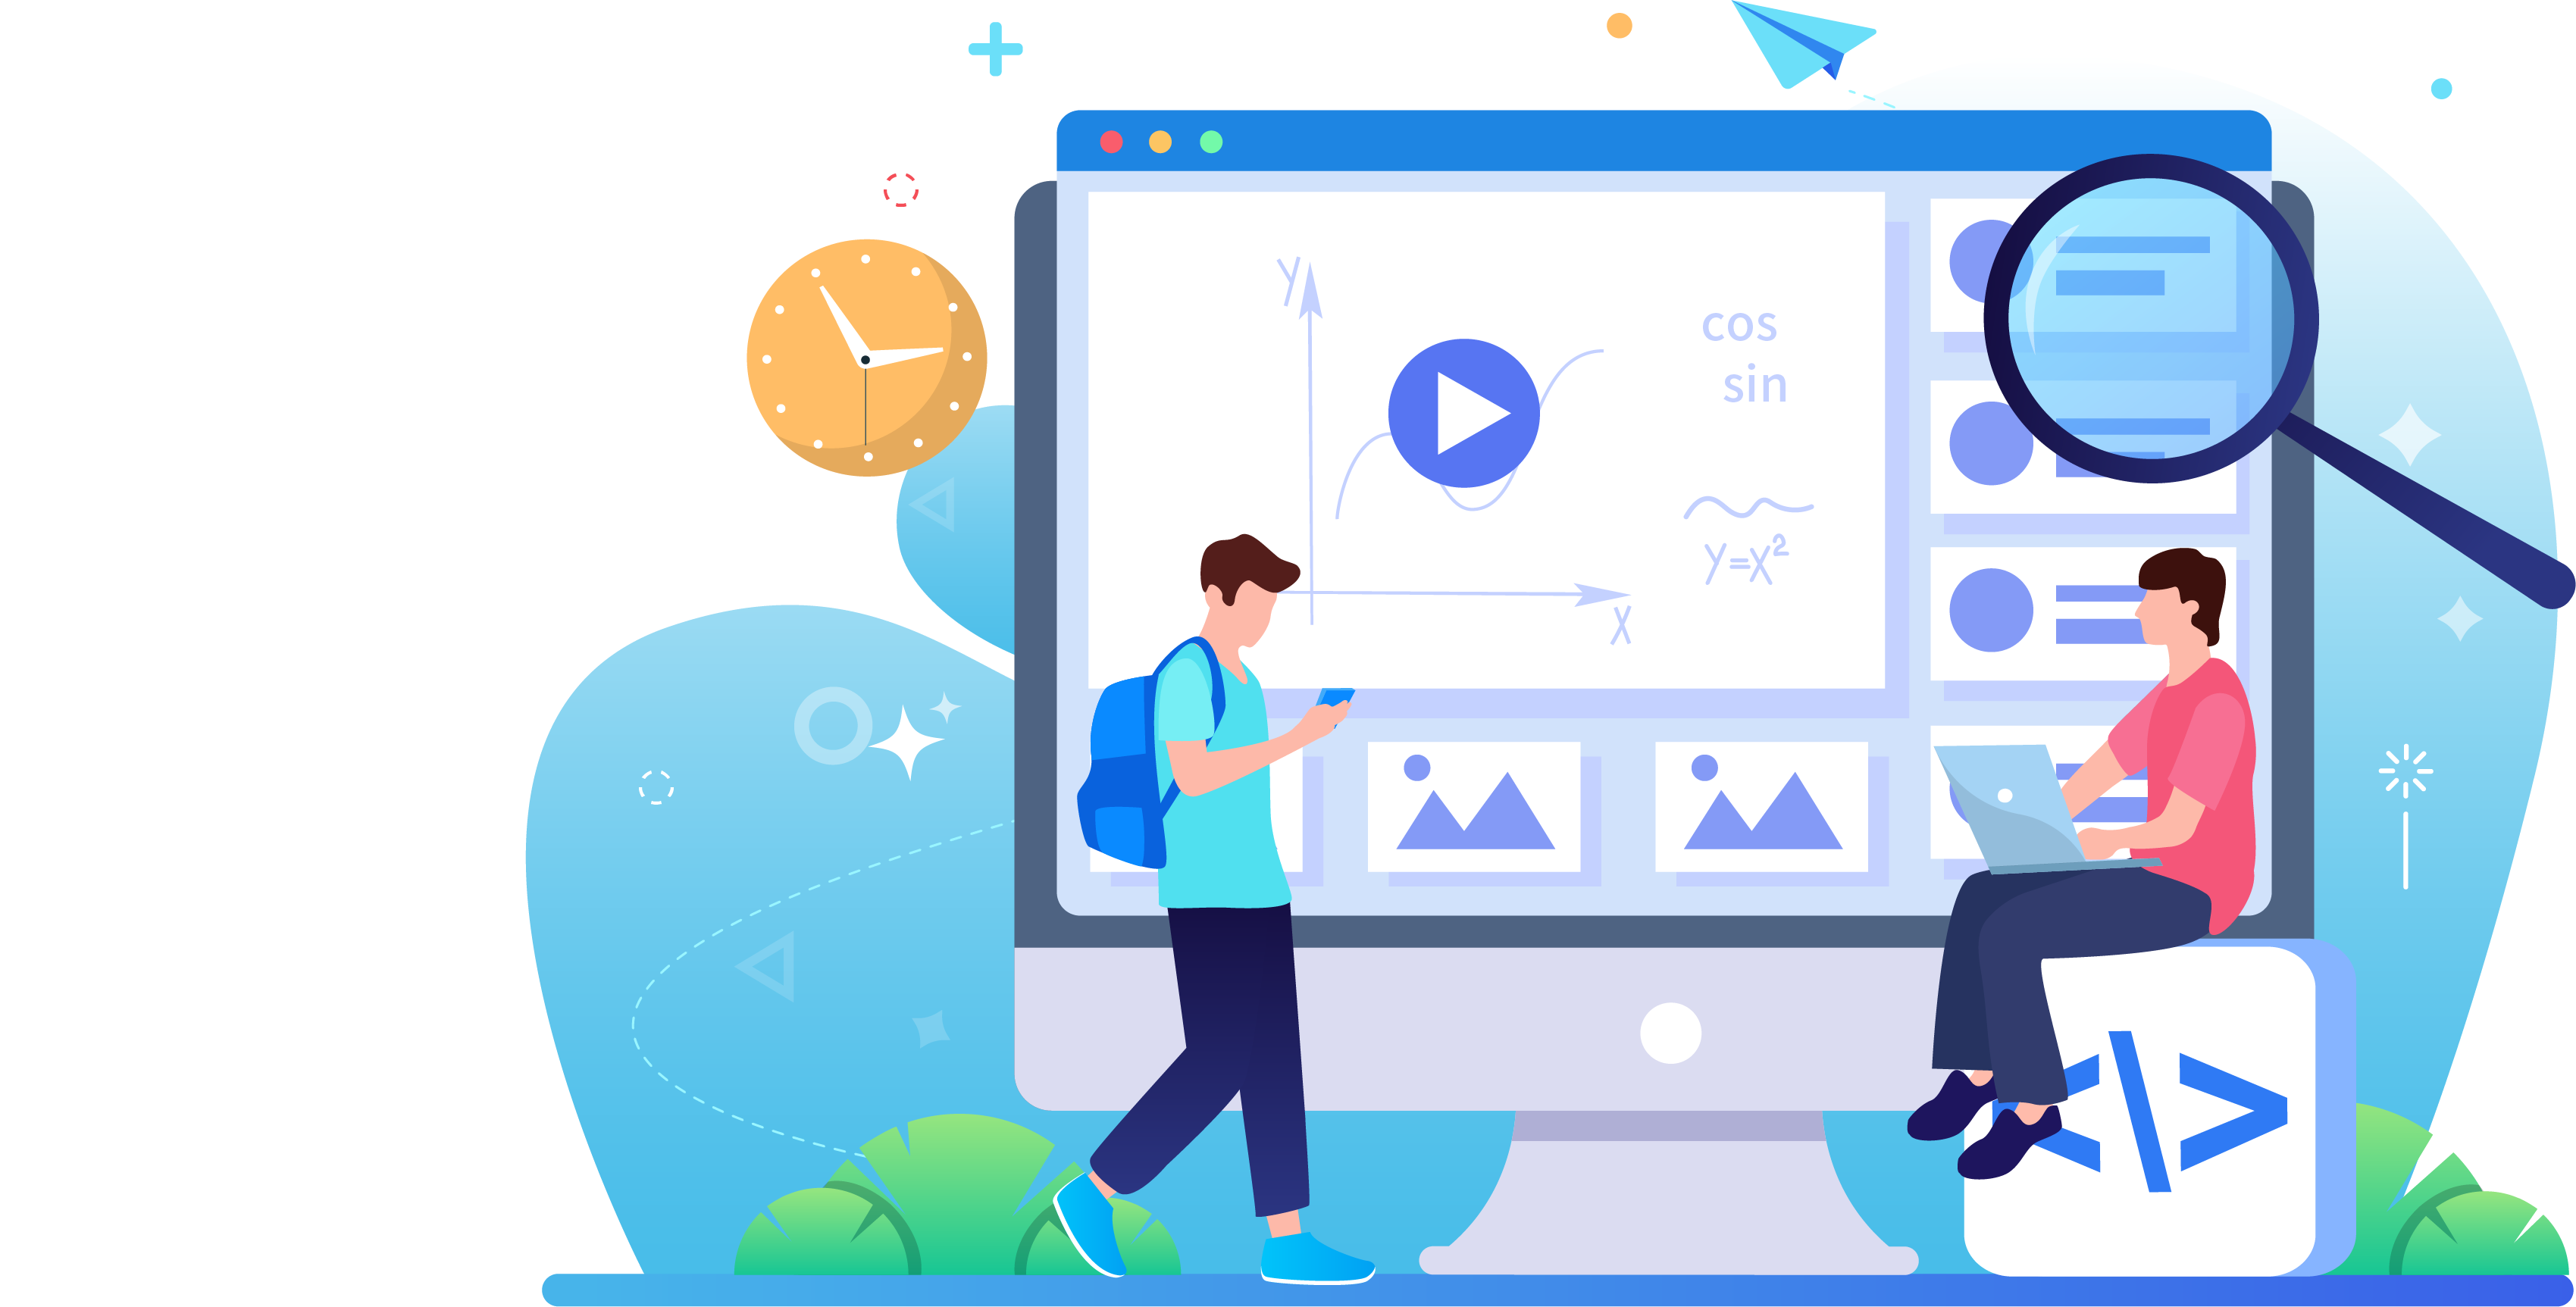 Y
cos
sin
Y=X²
X
<\>